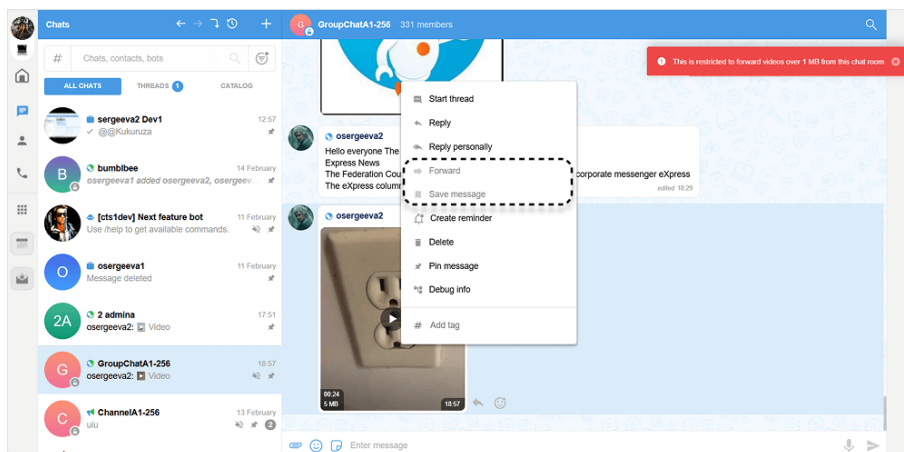 Chats
GroupChatA1-256 331 members
# Chats, contacts, bots
This is restricted to forward videos over 1 MB from this chat room
ALL CHATS THREADS 1 CATALOG
sergeeva2 Dev1 12:57
@@Kukuruza
B bumblbee 14 February
osergeeva1 added osergeeva2, osergeev...
[cts1dev] Next feature bot 11 February
Use /help to get available commands.
O osergeeva1 11 February
Message deleted
2A 2 admina 17:51
osergeeva2: Video
G GroupChatA1-256 18:57
osergeeva2: Video
C ChannelA1-256 13 February
ulu 2
G
osergeeva2
Hello everyone The
Express News
The Federation Cou corporate messenger eXpress
The eXpress column
edited 18:29
osergeeva2
Start thread
Reply
Reply personally
Forward
Save message
Create reminder
Delete
Pin message
Debug info
# Add tag
00:24
5 MB 18:57
Enter message